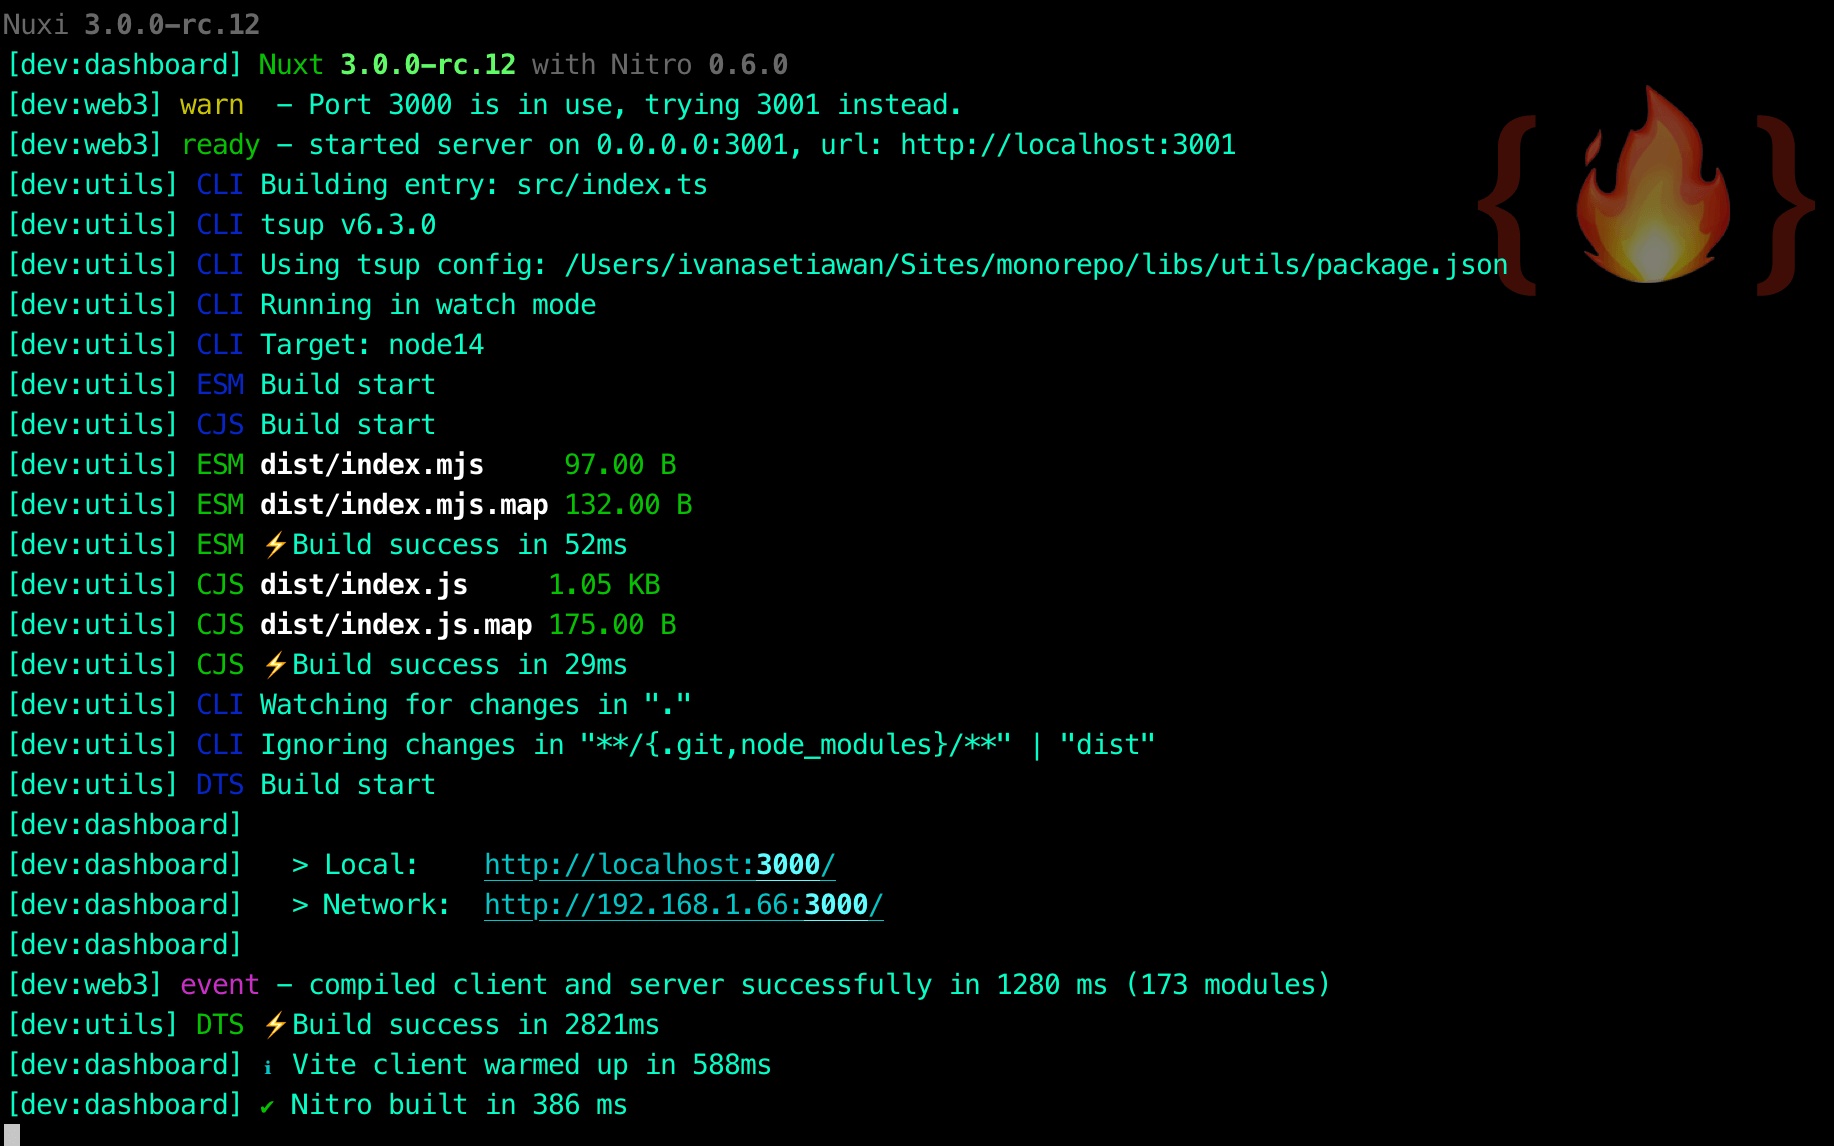 Nuxi 3.0.0-rc.12
[dev:dashboard] Nuxt 3.0.0-rc.12 with Nitro 0.6.0
[dev:web3] warn  - Port 3000 is in use, trying 3001 instead.
[dev:web3] ready - started server on 0.0.0.0:3001, url: http://localhost:3001
[dev:utils] CLI Building entry: src/index.ts
[dev:utils] CLI tsup v6.3.0
[dev:utils] CLI Using tsup config: /Users/ivanasetiawan/Sites/monorepo/libs/utils/package.json
[dev:utils] CLI Running in watch mode
[dev:utils] CLI Target: node14
[dev:utils] ESM Build start
[dev:utils] CJS Build start
[dev:utils] ESM dist/index.mjs     97.00 B
[dev:utils] ESM dist/index.mjs.map 132.00 B
[dev:utils] ESM ⚡Build success in 52ms
[dev:utils] CJS dist/index.js     1.05 KB
[dev:utils] CJS dist/index.js.map 175.00 B
[dev:utils] CJS ⚡Build success in 29ms
[dev:utils] CLI Watching for changes in "."
[dev:utils] CLI Ignoring changes in "**/{.git,node_modules}/**" | "dist"
[dev:utils] DTS Build start
[dev:dashboard]
[dev:dashboard]   > Local:    http://localhost:3000/
[dev:dashboard]   > Network:  http://192.168.1.66:3000/
[dev:dashboard]
[dev:web3] event - compiled client and server successfully in 1280 ms (173 modules)
[dev:utils] DTS ⚡Build success in 2821ms
[dev:dashboard] ℹ Vite client warmed up in 588ms
[dev:dashboard] ✔ Nitro built in 386 ms